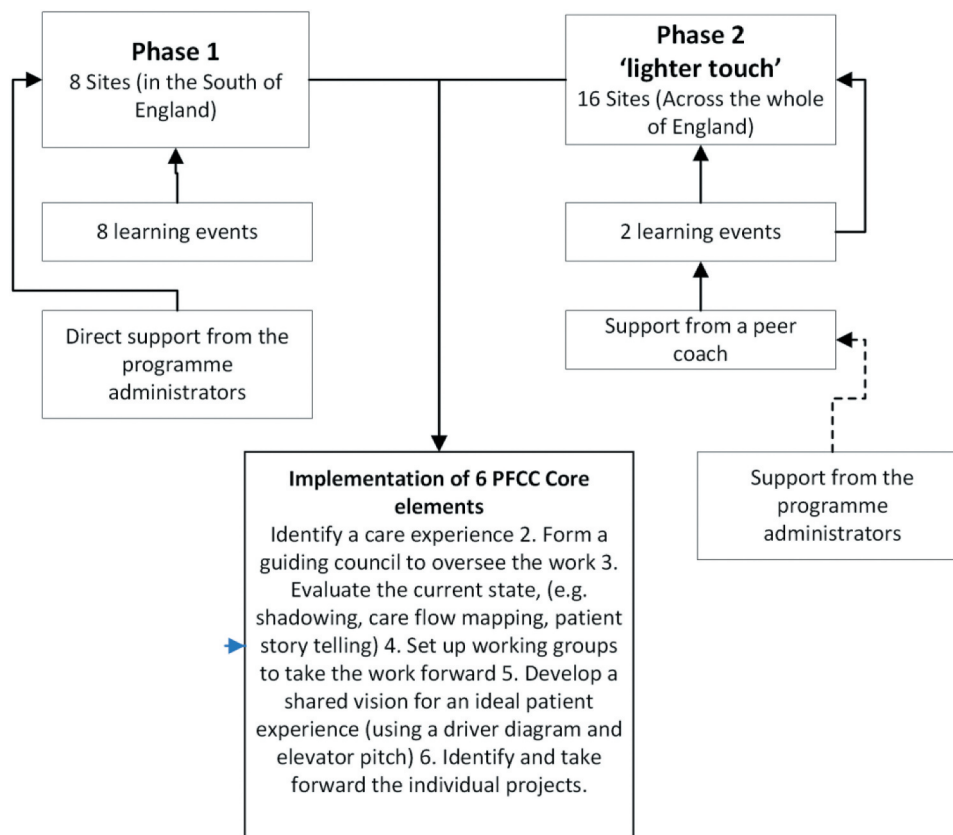 Phase 1
8 Sites (in the South of
England)
8 learning events
Direct support from the
programme
administrators
Phase 2
‘lighter touch’
16 Sites (Across the whole
of England)
2 learning events
Support from a peer
coach
Support from the
programme
administrators
Implementation of 6 PFCC Core
elements
Identify a care experience 2. Form a
guiding council to oversee the work 3.
Evaluate the current state, (e.g.
shadowing, care flow mapping, patient
story telling) 4. Set up working groups
to take the work forward 5. Develop a
shared vision for an ideal patient
experience (using a driver diagram and
elevator pitch) 6. Identify and take
forward the individual projects.